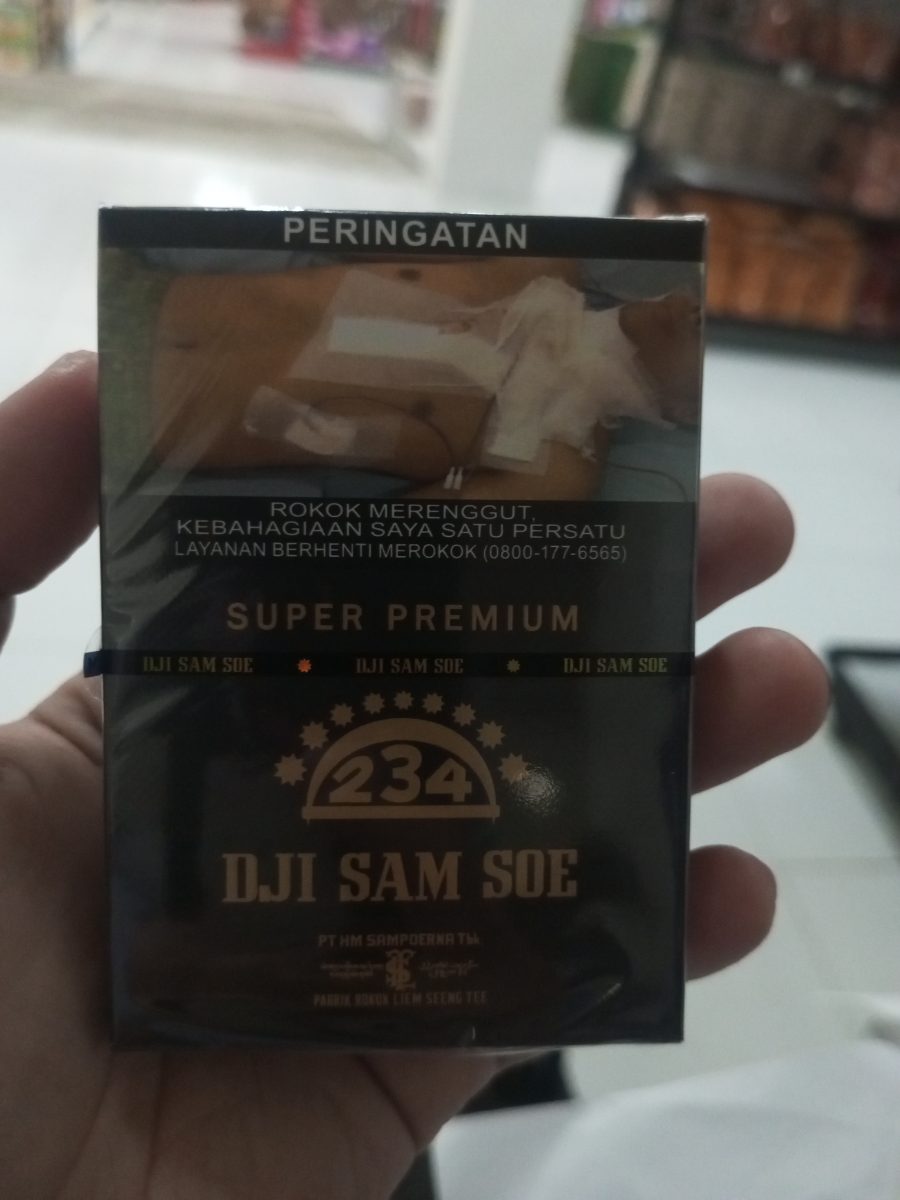 PERINGATAN
ROKOK MERENGGUT,
KEBAHAGIAAN SAYA SATU PERSATU
LAYANAN BERHENTI MEROKOK (0800-177-6565)
SUPER PREMIUM
DJI SAM SOE DJI SAM SOE DJI SAM SOE
234
DJI SAM SOE
PT HM SAMPOERNA Tbk
PABRIK ROKOK LIEM SEENG TEE